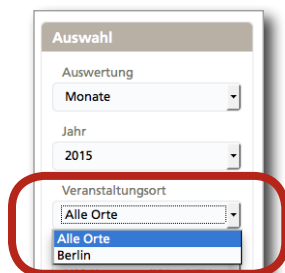 Auswahl
Auswertung
Monate
Jahr
2015
Veranstaltungsort
Alle Orte
Alle Orte
Berlin